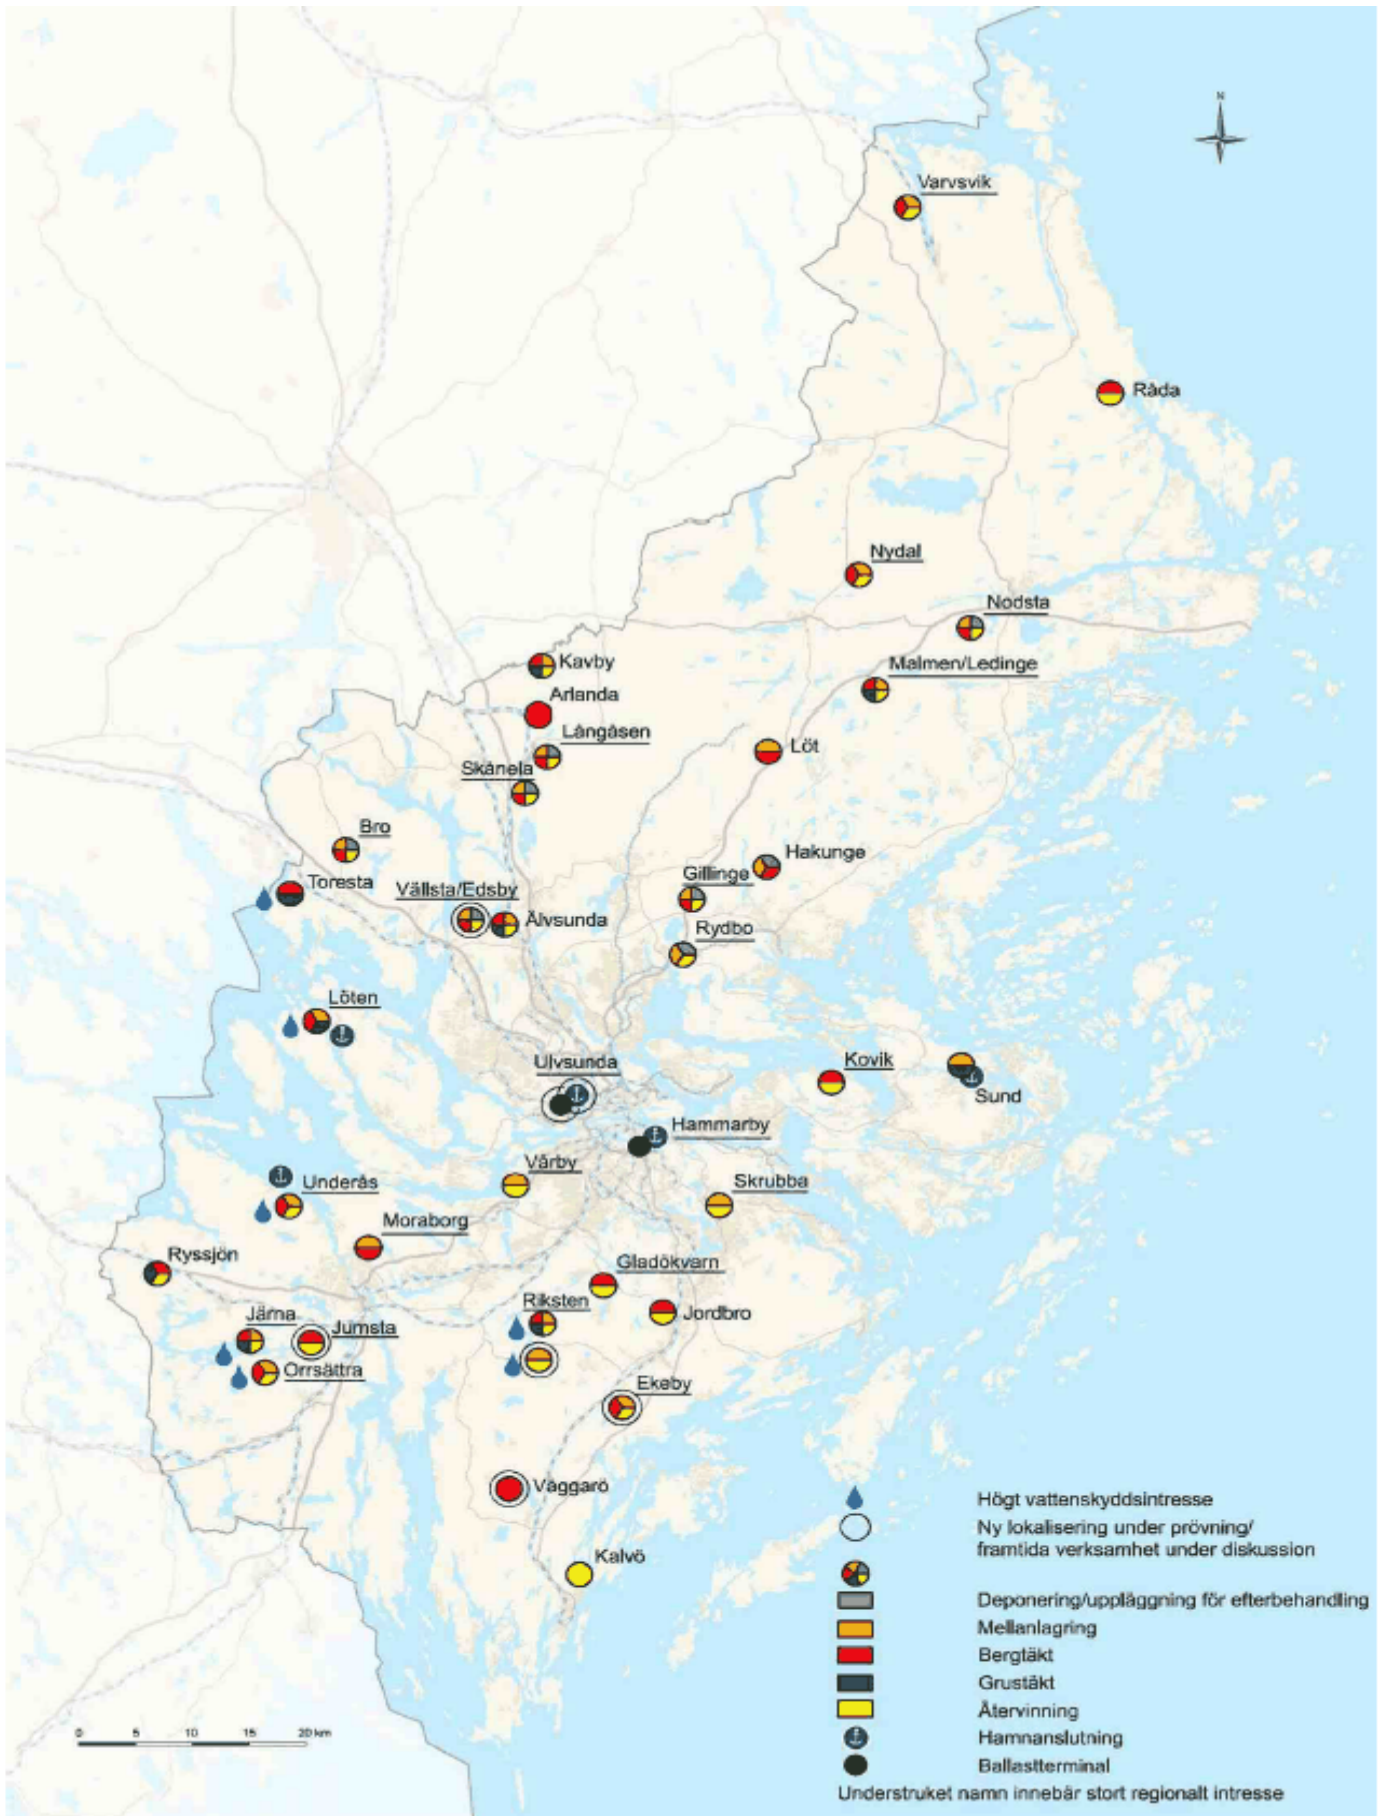 N
Varvsvik
Råda
Nydal
Nodsta
Malmen/Ledinge
Kavby
Arlanda
Långåsen
Löt
Skånela
Bro
Hakunge
Toresta
Gillinge
Vällsta/Edsby
Älvsunda
Rydbo
Löten
Ulvsunda
Kovik
Sund
Hammarby
Vårby
Underås
Skrubba
Moraborg
Ryssjön
Gladökvarn
Riksten
Jordbro
Järna
Jumsta
Orrsättra
Ekeby
Väggarö
Kalvö
Högt vattenskyddsintresse
Ny lokalisering under prövning/
framtida verksamhet under diskussion
Deponering/uppläggning för efterbehandling
Mellanlagring
Bergtäkt
Grustäkt
Återvinning
Hamnanslutning
Ballastterminal
Understruket namn innebär stort regionalt intresse
0 5 10 15 20 km